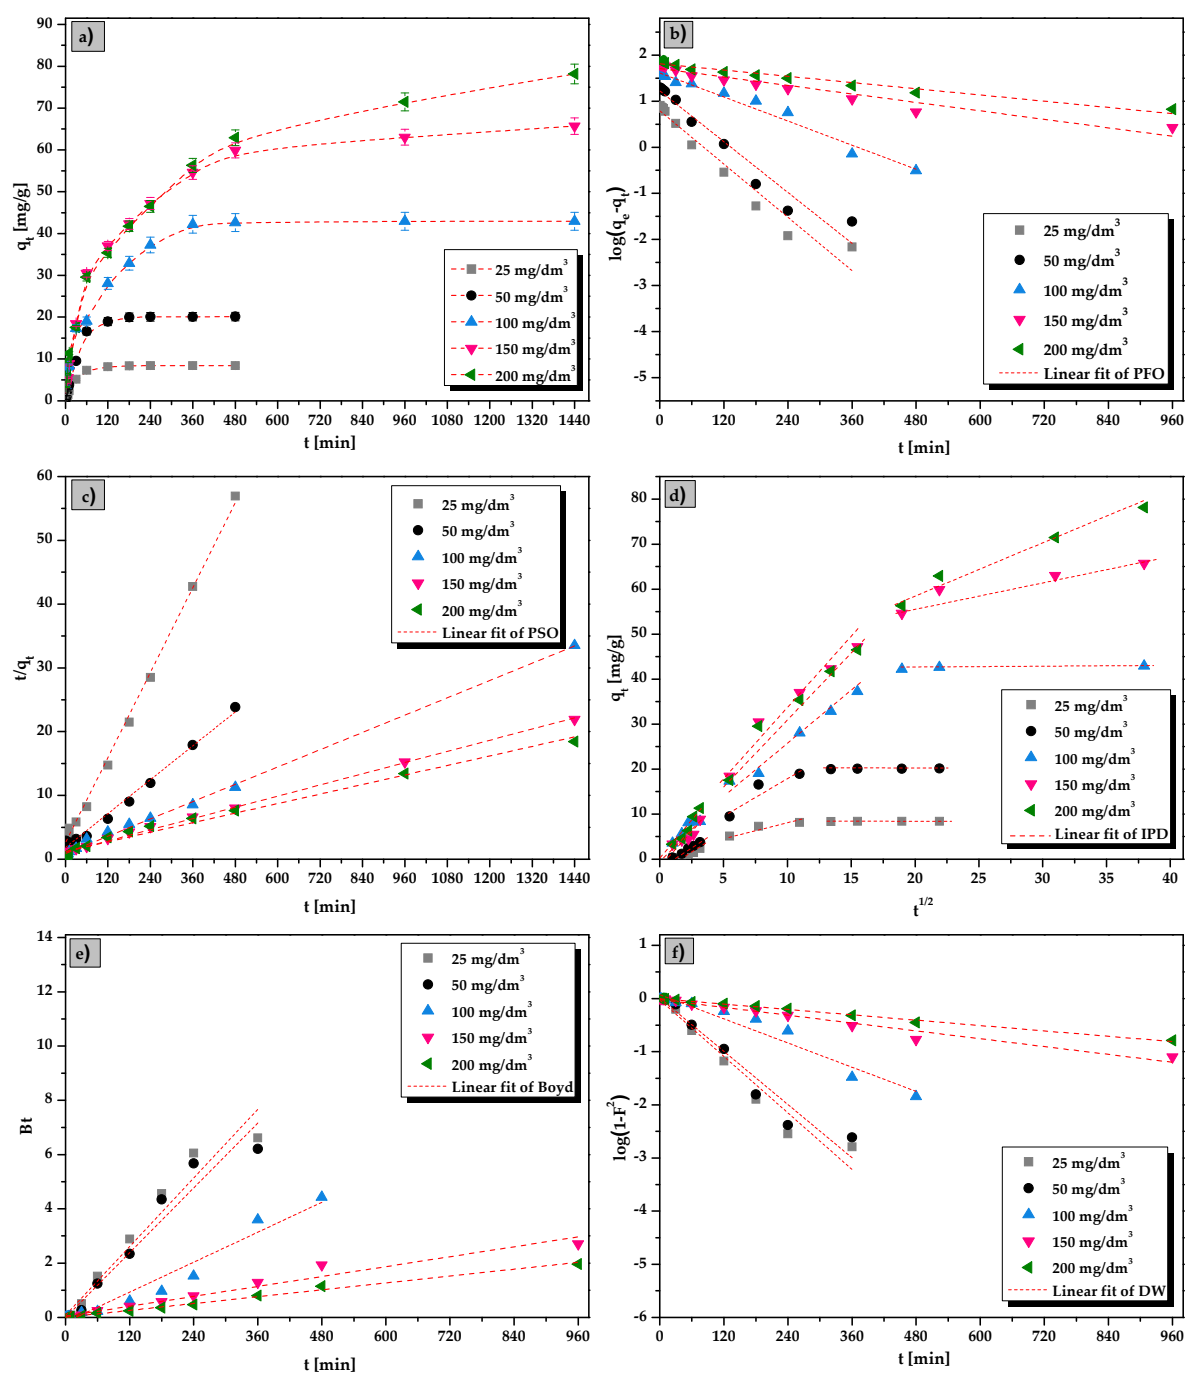 a)
q_t [mg/g]
90
80
70
60
50
40
30
20
10
0
25 mg/dm³
50 mg/dm³
100 mg/dm³
150 mg/dm³
200 mg/dm³
0 120 240 360 480 600 720 840 960 1080 1200 1320 1440
t [min]
b)
log(q_e-q_t)
2
1
0
-1
-2
-3
-4
-5
25 mg/dm³
50 mg/dm³
100 mg/dm³
150 mg/dm³
200 mg/dm³
Linear fit of PFO
0 120 240 360 480 600 720 840 960
t [min]
c)
t/q_t
60
50
40
30
20
10
0
25 mg/dm³
50 mg/dm³
100 mg/dm³
150 mg/dm³
200 mg/dm³
Linear fit of PSO
0 120 240 360 480 600 720 840 960 1080 1200 1320 1440
t [min]
d)
q_t [mg/g]
80
70
60
50
40
30
20
10
0
25 mg/dm³
50 mg/dm³
100 mg/dm³
150 mg/dm³
200 mg/dm³
Linear fit of IPD
0 5 10 15 20 25 30 35 40
t^1/2
e)
Bt
14
12
10
8
6
4
2
0
25 mg/dm³
50 mg/dm³
100 mg/dm³
150 mg/dm³
200 mg/dm³
Linear fit of Boyd
0 120 240 360 480 600 720 840 960
t [min]
f)
log(1-F²)
1
0
-1
-2
-3
-4
-5
-6
25 mg/dm³
50 mg/dm³
100 mg/dm³
150 mg/dm³
200 mg/dm³
Linear fit of DW
0 120 240 360 480 600 720 840 960
t [min]